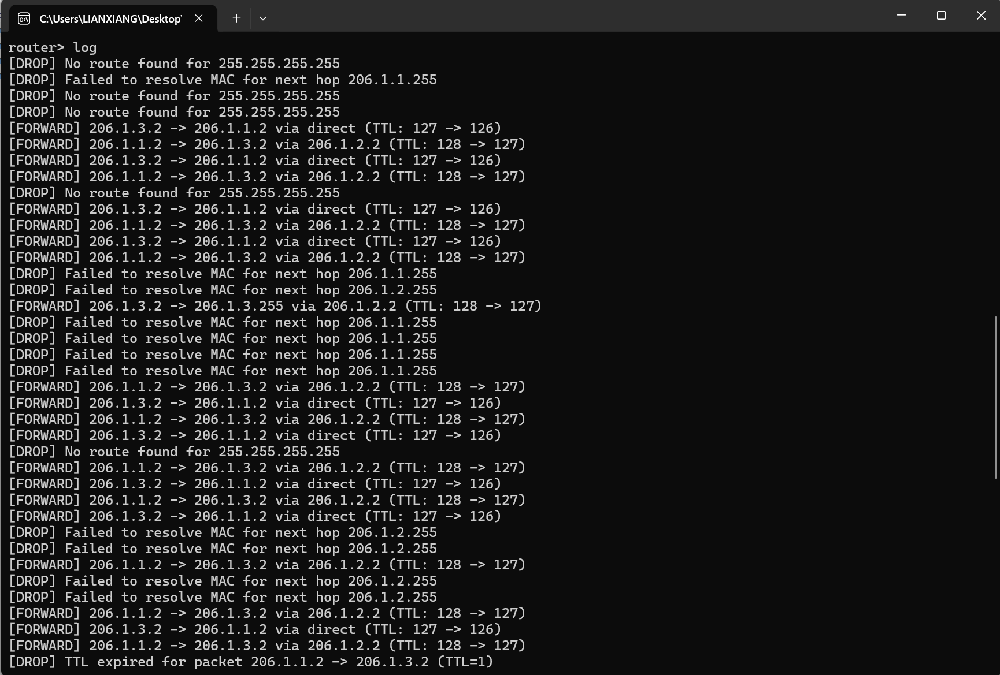 C:\Users\LIANXIANG\Desktop'
router> log
[DROP] No route found for 255.255.255.255
[DROP] Failed to resolve MAC for next hop 206.1.1.255
[DROP] No route found for 255.255.255.255
[DROP] No route found for 255.255.255.255
[FORWARD] 206.1.3.2 -> 206.1.1.2 via direct (TTL: 127 -> 126)
[FORWARD] 206.1.1.2 -> 206.1.3.2 via 206.1.2.2 (TTL: 128 -> 127)
[FORWARD] 206.1.3.2 -> 206.1.1.2 via direct (TTL: 127 -> 126)
[FORWARD] 206.1.1.2 -> 206.1.3.2 via 206.1.2.2 (TTL: 128 -> 127)
[DROP] No route found for 255.255.255.255
[FORWARD] 206.1.3.2 -> 206.1.1.2 via direct (TTL: 127 -> 126)
[FORWARD] 206.1.1.2 -> 206.1.3.2 via 206.1.2.2 (TTL: 128 -> 127)
[FORWARD] 206.1.3.2 -> 206.1.1.2 via direct (TTL: 127 -> 126)
[FORWARD] 206.1.1.2 -> 206.1.3.2 via 206.1.2.2 (TTL: 128 -> 127)
[DROP] Failed to resolve MAC for next hop 206.1.1.255
[DROP] Failed to resolve MAC for next hop 206.1.2.255
[FORWARD] 206.1.3.2 -> 206.1.3.255 via 206.1.2.2 (TTL: 128 -> 127)
[DROP] Failed to resolve MAC for next hop 206.1.1.255
[DROP] Failed to resolve MAC for next hop 206.1.1.255
[DROP] Failed to resolve MAC for next hop 206.1.1.255
[DROP] Failed to resolve MAC for next hop 206.1.1.255
[FORWARD] 206.1.1.2 -> 206.1.3.2 via 206.1.2.2 (TTL: 128 -> 127)
[FORWARD] 206.1.3.2 -> 206.1.1.2 via direct (TTL: 127 -> 126)
[FORWARD] 206.1.1.2 -> 206.1.3.2 via 206.1.2.2 (TTL: 128 -> 127)
[FORWARD] 206.1.3.2 -> 206.1.1.2 via direct (TTL: 127 -> 126)
[DROP] No route found for 255.255.255.255
[FORWARD] 206.1.1.2 -> 206.1.3.2 via 206.1.2.2 (TTL: 128 -> 127)
[FORWARD] 206.1.3.2 -> 206.1.1.2 via direct (TTL: 127 -> 126)
[FORWARD] 206.1.1.2 -> 206.1.3.2 via 206.1.2.2 (TTL: 128 -> 127)
[FORWARD] 206.1.3.2 -> 206.1.1.2 via direct (TTL: 127 -> 126)
[DROP] Failed to resolve MAC for next hop 206.1.2.255
[DROP] Failed to resolve MAC for next hop 206.1.2.255
[FORWARD] 206.1.1.2 -> 206.1.3.2 via 206.1.2.2 (TTL: 128 -> 127)
[DROP] Failed to resolve MAC for next hop 206.1.2.255
[DROP] Failed to resolve MAC for next hop 206.1.2.255
[FORWARD] 206.1.1.2 -> 206.1.3.2 via 206.1.2.2 (TTL: 128 -> 127)
[FORWARD] 206.1.3.2 -> 206.1.1.2 via direct (TTL: 127 -> 126)
[FORWARD] 206.1.1.2 -> 206.1.3.2 via 206.1.2.2 (TTL: 128 -> 127)
[DROP] TTL expired for packet 206.1.1.2 -> 206.1.3.2 (TTL=1)